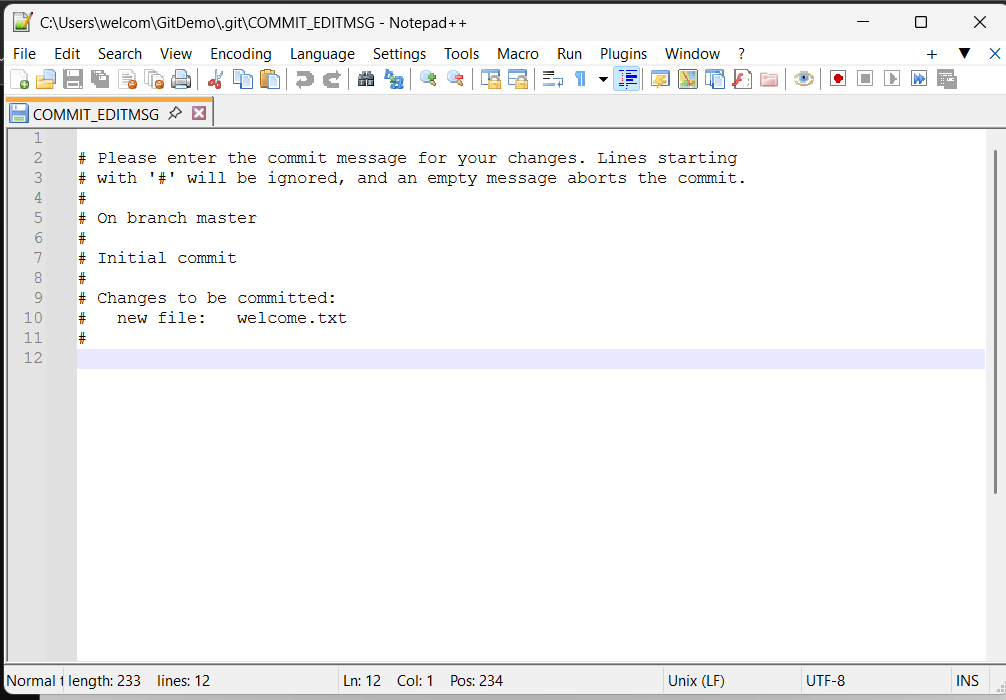 C:\Users\welcom\GitDemo\.git\COMMIT_EDITMSG - Notepad++
File Edit Search View Encoding Language Settings Tools Macro Run Plugins Window ? + ▼ X
COMMIT_EDITMSG
1
2 # Please enter the commit message for your changes. Lines starting
3 # with '#' will be ignored, and an empty message aborts the commit.
4 #
5 # On branch master
6 #
7 # Initial commit
8 #
9 # Changes to be committed:
10 #   new file:   welcome.txt
11 #
12
Normal t length: 233 lines: 12 Ln: 12 Col: 1 Pos: 234 Unix (LF) UTF-8 INS